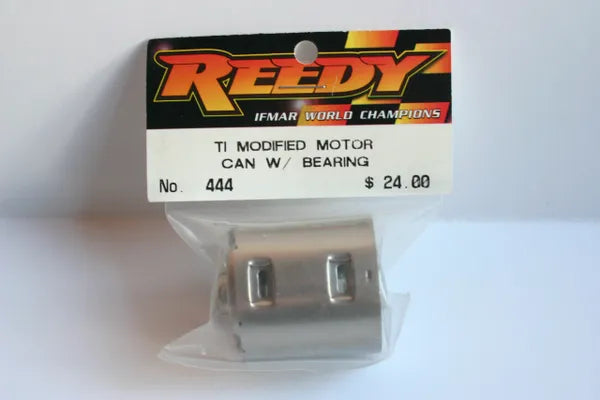 REEDY
IFMAR WORLD CHAMPIONS
TI MODIFIED MOTOR
CAN W/ BEARING
No. 444 $ 24.00